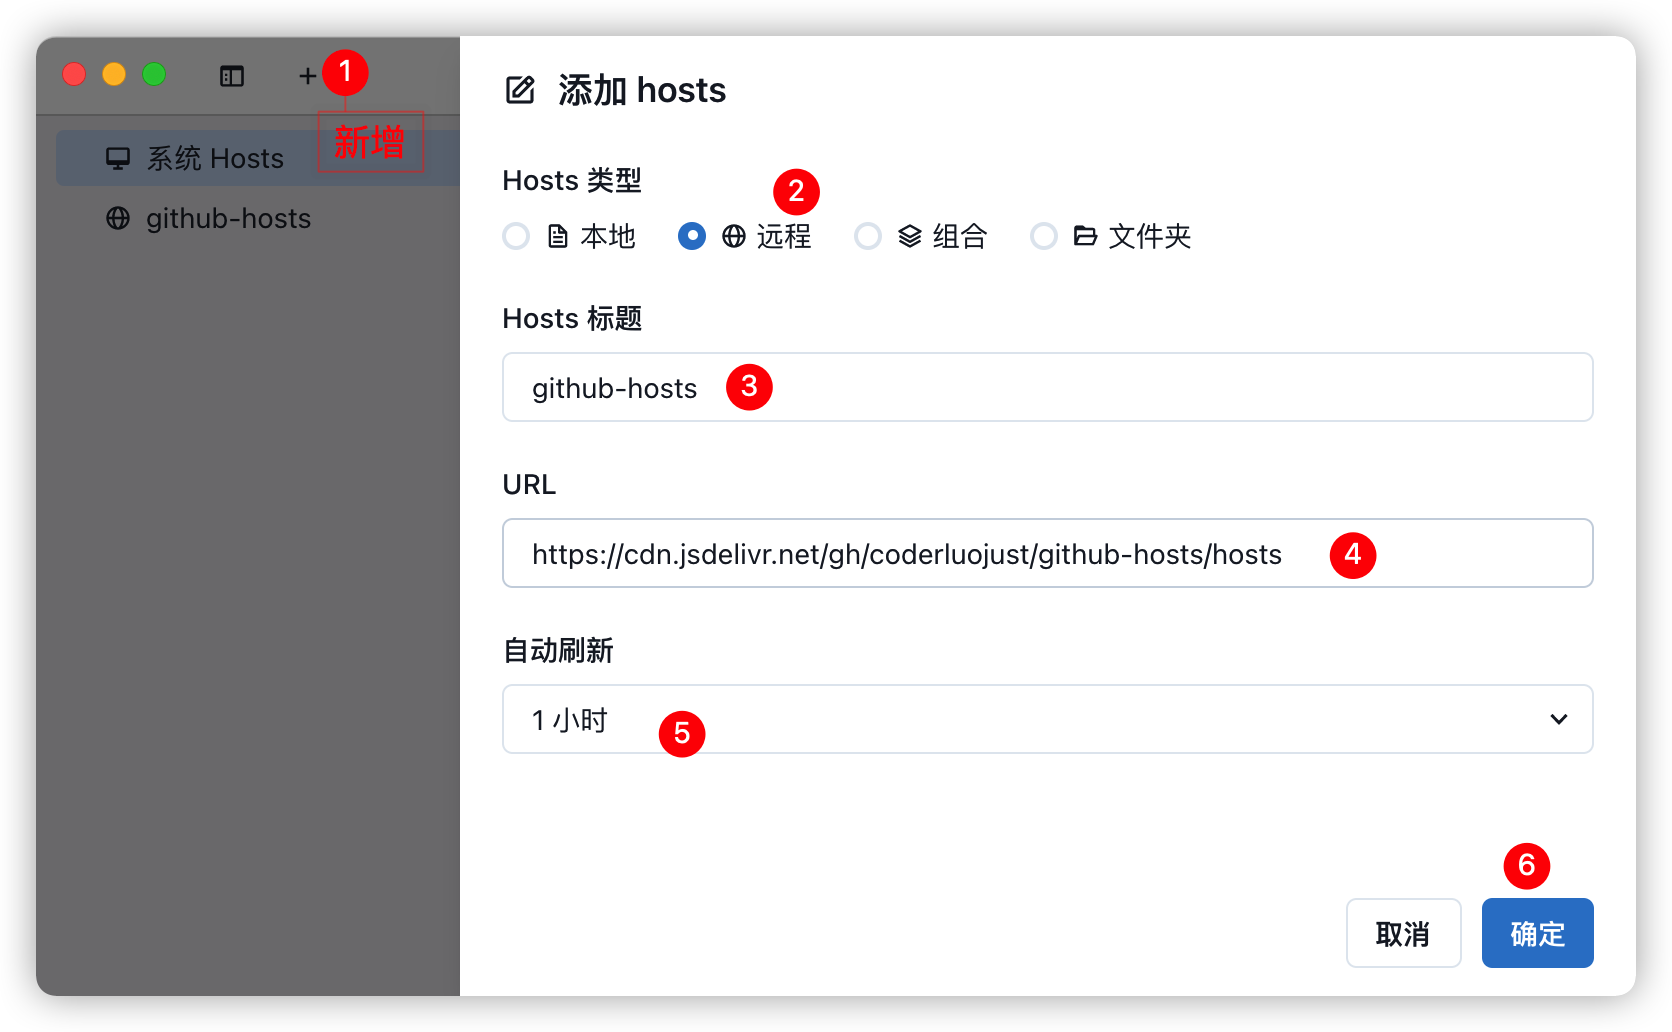 1
新增
系统 Hosts
github-hosts
添加 hosts
Hosts 类型
2
本地 远程 组合 文件夹
Hosts 标题
github-hosts 3
URL
https://cdn.jsdelivr.net/gh/coderluojust/github-hosts/hosts 4
自动刷新
1 小时 5
6
取消 确定